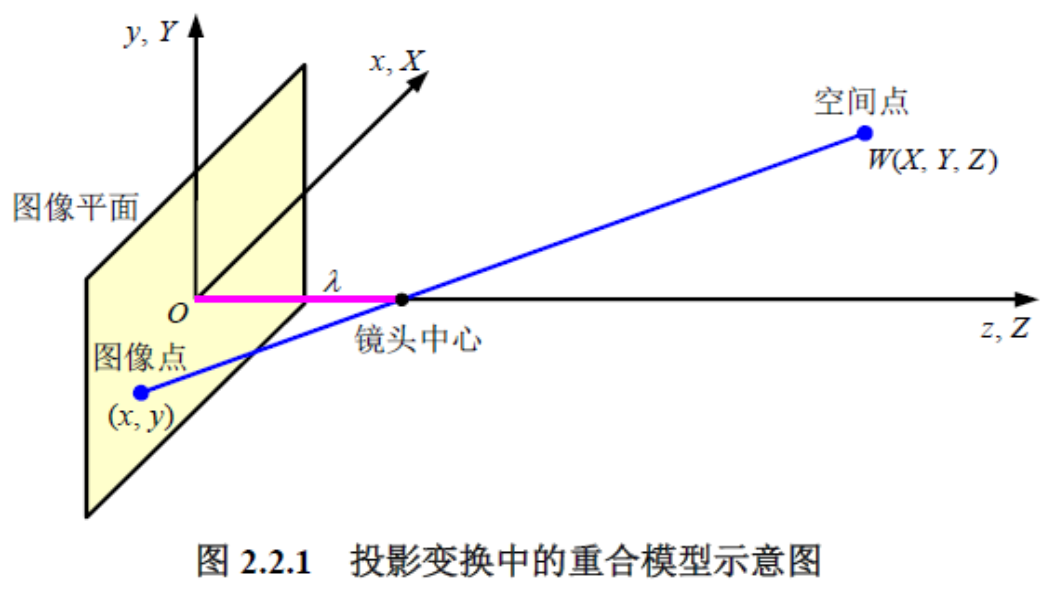 y, Y
x, X
空间点
W(X, Y, Z)
图像平面
λ
O
镜头中心
z, Z
图像点
(x, y)
图 2.2.1 投影变换中的重合模型示意图